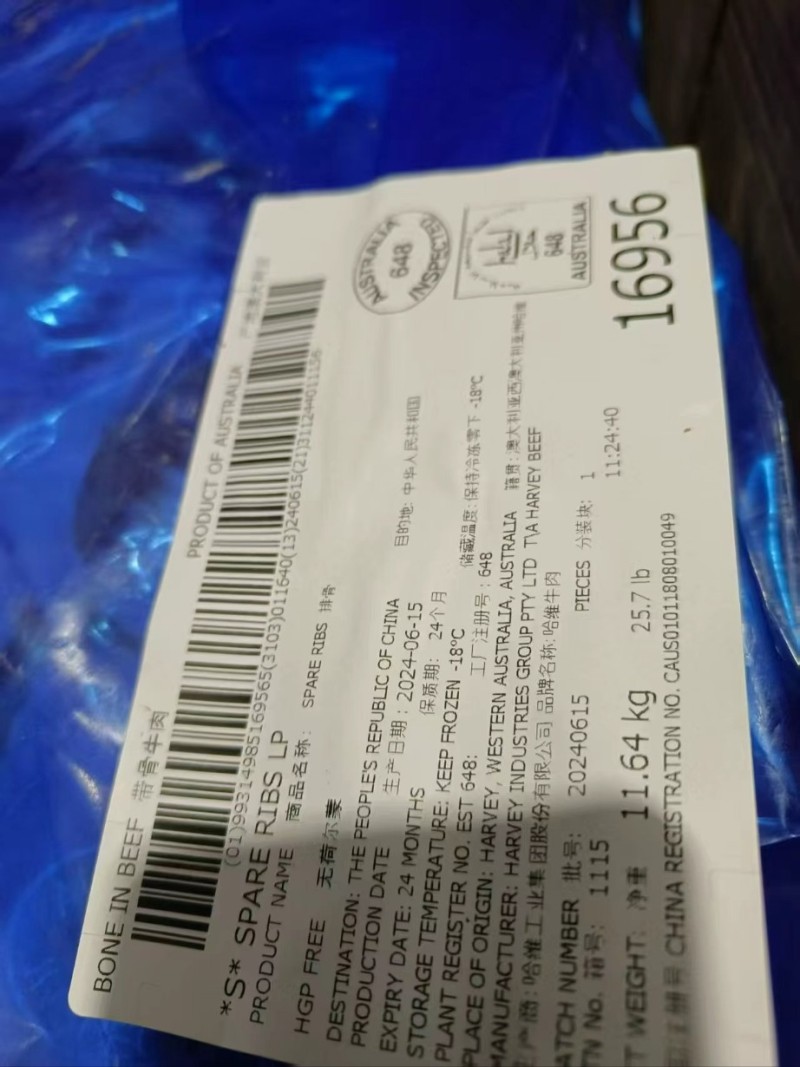 BONE IN BEEF 带骨牛肉 PRODUCT OF AUSTRALIA
(01)99314985169565(3103)011640(13)240615(21)311244011156
*S* SPARE RIBS LP
PRODUCT NAME 商品名称: SPARE RIBS 排骨
HGP FREE 无荷尔蒙
DESTINATION: THE PEOPLE'S REPUBLIC OF CHINA 目的地: 中华人民共和国
PRODUCTION DATE 生产日期: 2024-06-15
EXPIRY DATE: 24 MONTHS 保质期: 24个月
STORAGE TEMPERATURE: KEEP FROZEN -18°C 储藏温度:保持冷冻零下 -18°C
PLANT REGISTER NO. EST 648: 工厂注册号: 648
PLACE OF ORIGIN: HARVEY, WESTERN AUSTRALIA, AUSTRALIA 籍贯:澳大利亚西澳大利亚州哈维
MANUFACTURER: HARVEY INDUSTRIES GROUP PTY LTD T\A HARVEY BEEF
产商:哈维工业集团股份有限公司 品牌名称:哈维牛肉
ATCH NUMBER 批号: 20240615 PIECES 分装块: 1
TN No. 箱号: 1115 11:24:40
T WEIGHT: 净重 11.64 kg 25.7 lb
注册号 CHINA REGISTRATION NO. CAUS01011808010049
AUSTRALIA
648
INSPECTED
648
AUSTRALIA
16956